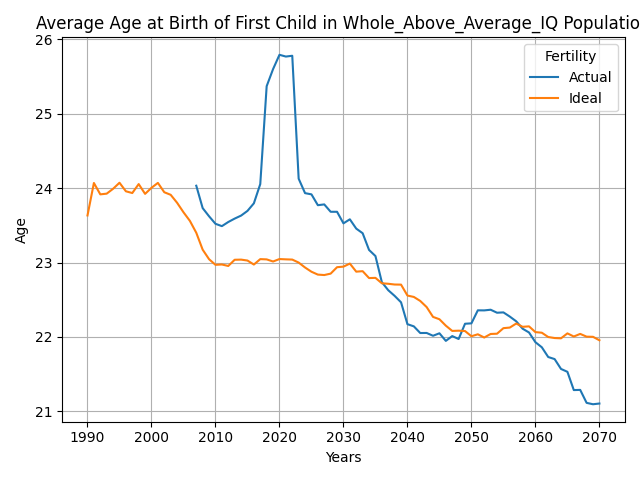 Average Age at Birth of First Child in Whole_Above_Average_IQ Populatio
26
25
24
23
22
21
Age
Fertility
Actual
Ideal
1990 2000 2010 2020 2030 2040 2050 2060 2070
Years